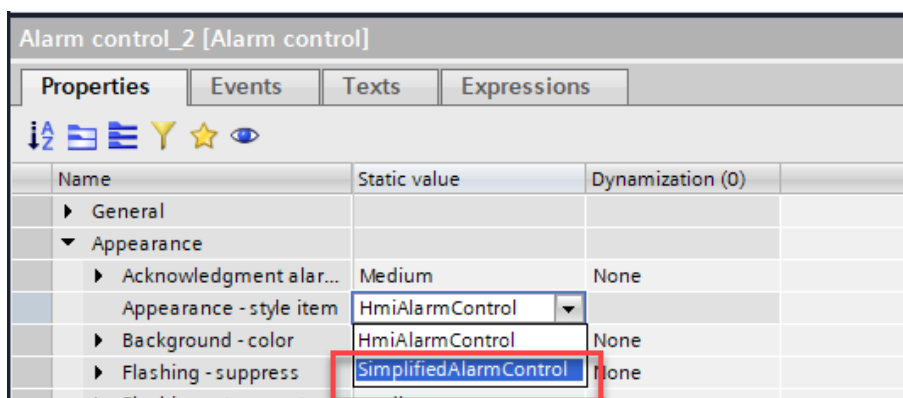 Alarm control_2 [Alarm control]
Properties Events Texts Expressions
Name Static value Dynamization (0)
General
Appearance
Acknowledgment alar... Medium None
Appearance - style item HmiAlarmControl
Background - color HmiAlarmControl None
Flashing - suppress SimplifiedAlarmControl None